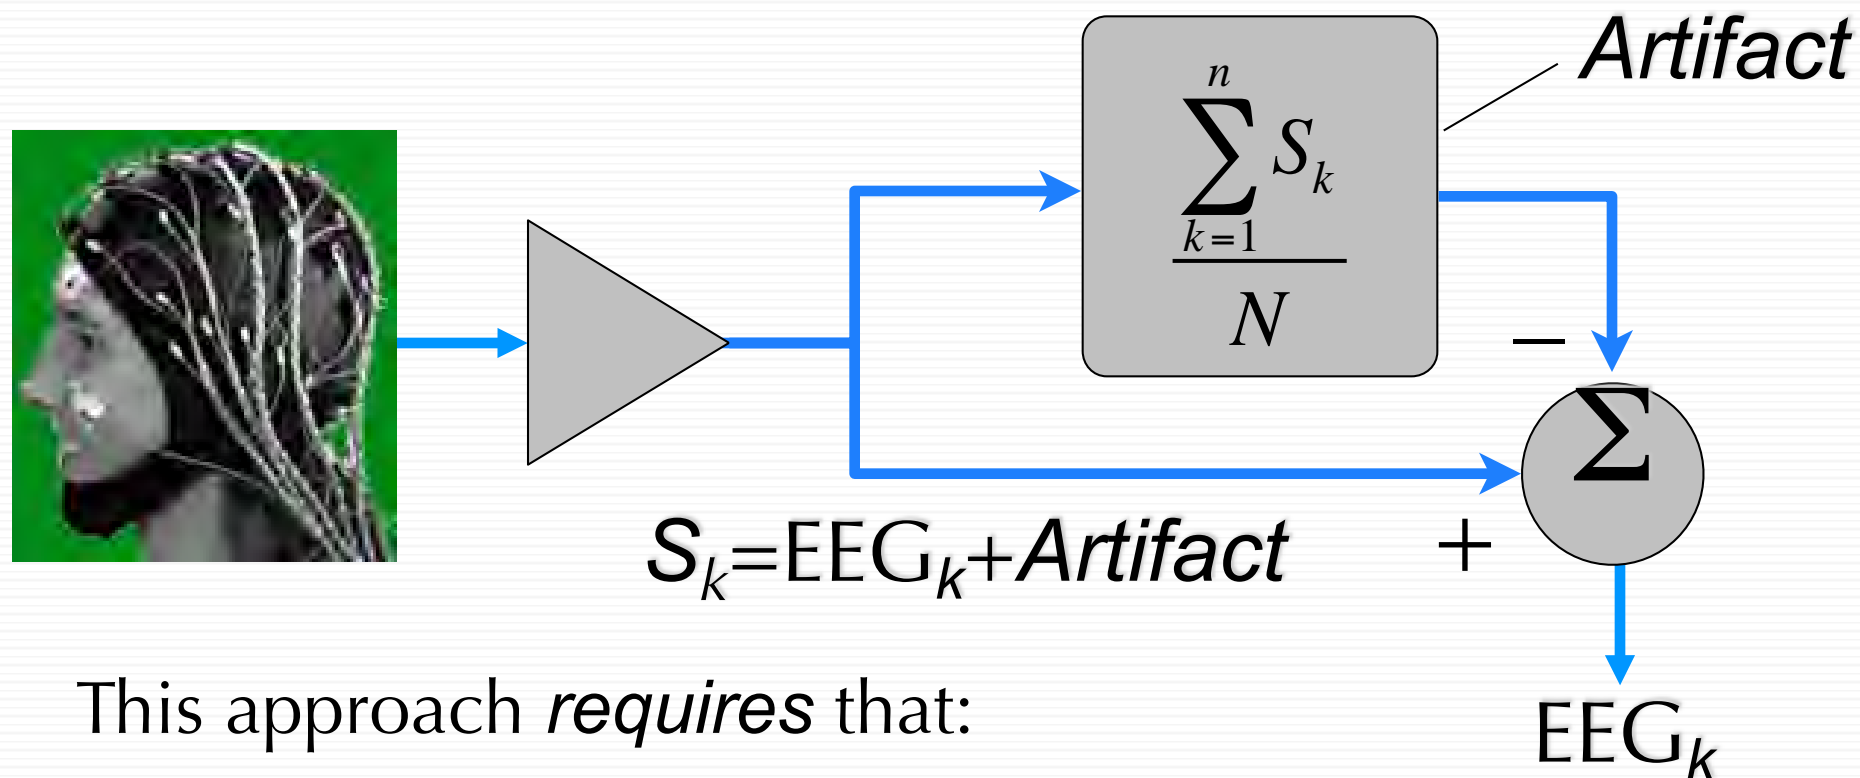 Artifact
n
∑ S_k
k=1
N
−
Σ
S_k=EEG_k+Artifact
+
This approach requires that:
EEG_k